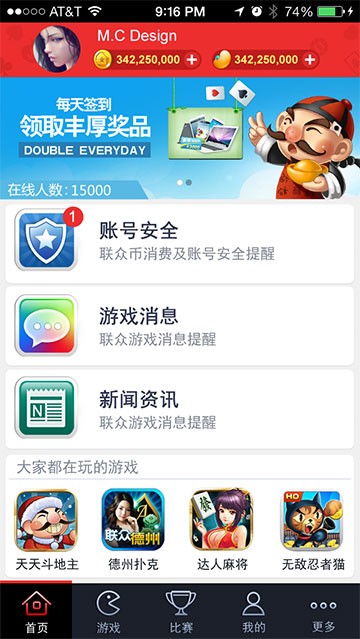 AT&T 9:16 PM 74%
M.C Design
342,250,000 + 342,250,000 +
每天签到
领取丰厚奖品
DOUBLE EVERYDAY
在线人数:15000
1
账号安全
联众币消费及账号安全提醒
游戏消息
联众游戏消息提醒
N
新闻资讯
联众游戏消息提醒
大家都在玩的游戏
联众德州
HD
天天斗地主 德州扑克 达人麻将 无敌忍者猫
首页 游戏 比赛 我的 更多